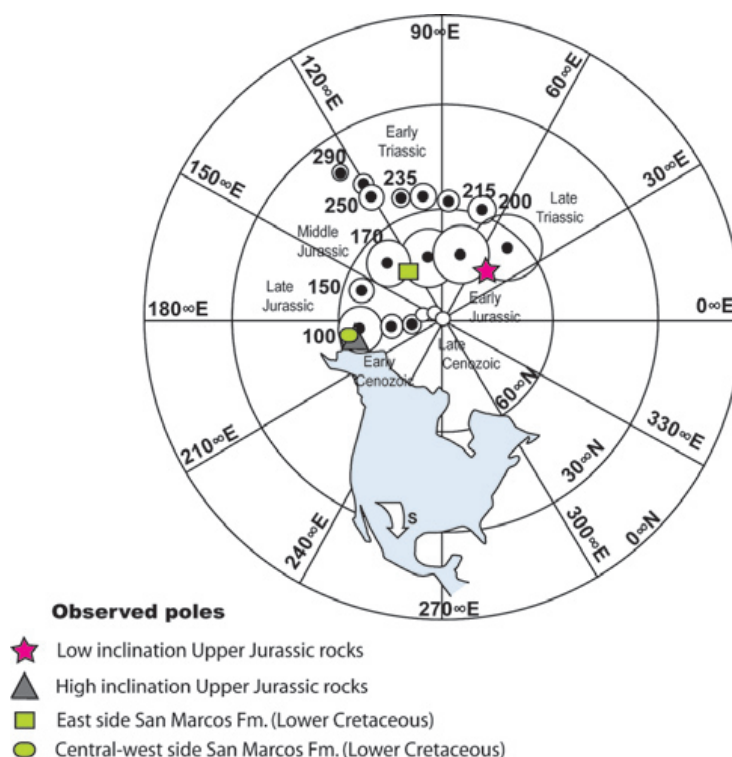 90∞E
120∞E
60∞E
Early
Triassic
290
235
150∞E
30∞E
215
250
200
Late
Triassic
Middle
Jurassic
170
Late
Jurassic
150
Early
Jurassic
180∞E
0∞E
100
Late
Cenozoic
Early
Cenozoic
60∞N
210∞E
330∞E
30∞N
S
240∞E
300∞E
0∞N
270∞E
Observed poles
Low inclination Upper Jurassic rocks
High inclination Upper Jurassic rocks
East side San Marcos Fm. (Lower Cretaceous)
Central-west side San Marcos Fm. (Lower Cretaceous)